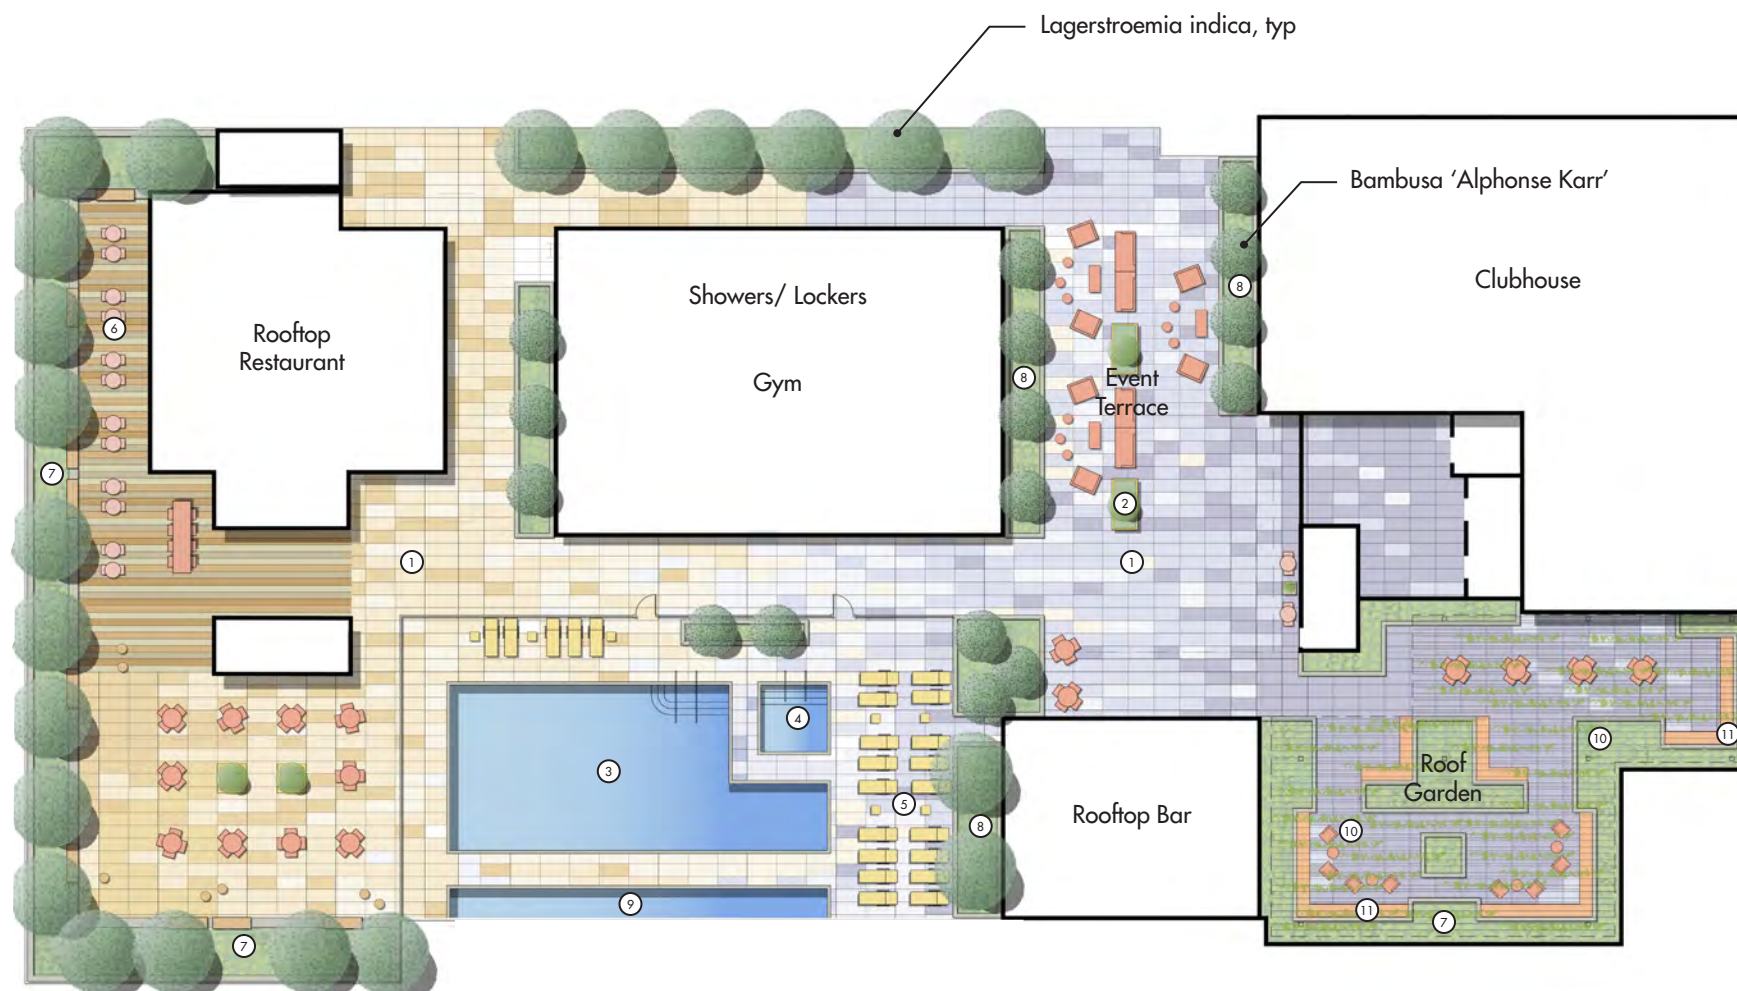 Lagerstroemia indica, typ
Bambusa ‘Alphonse Karr’
Showers/ Lockers
Clubhouse
8
6
Rooftop
Restaurant
Gym
8
Event
Terrace
7
2
1
1
4
3
10
11
Roof
Garden
5
Rooftop Bar
8
10
9
11
7
7